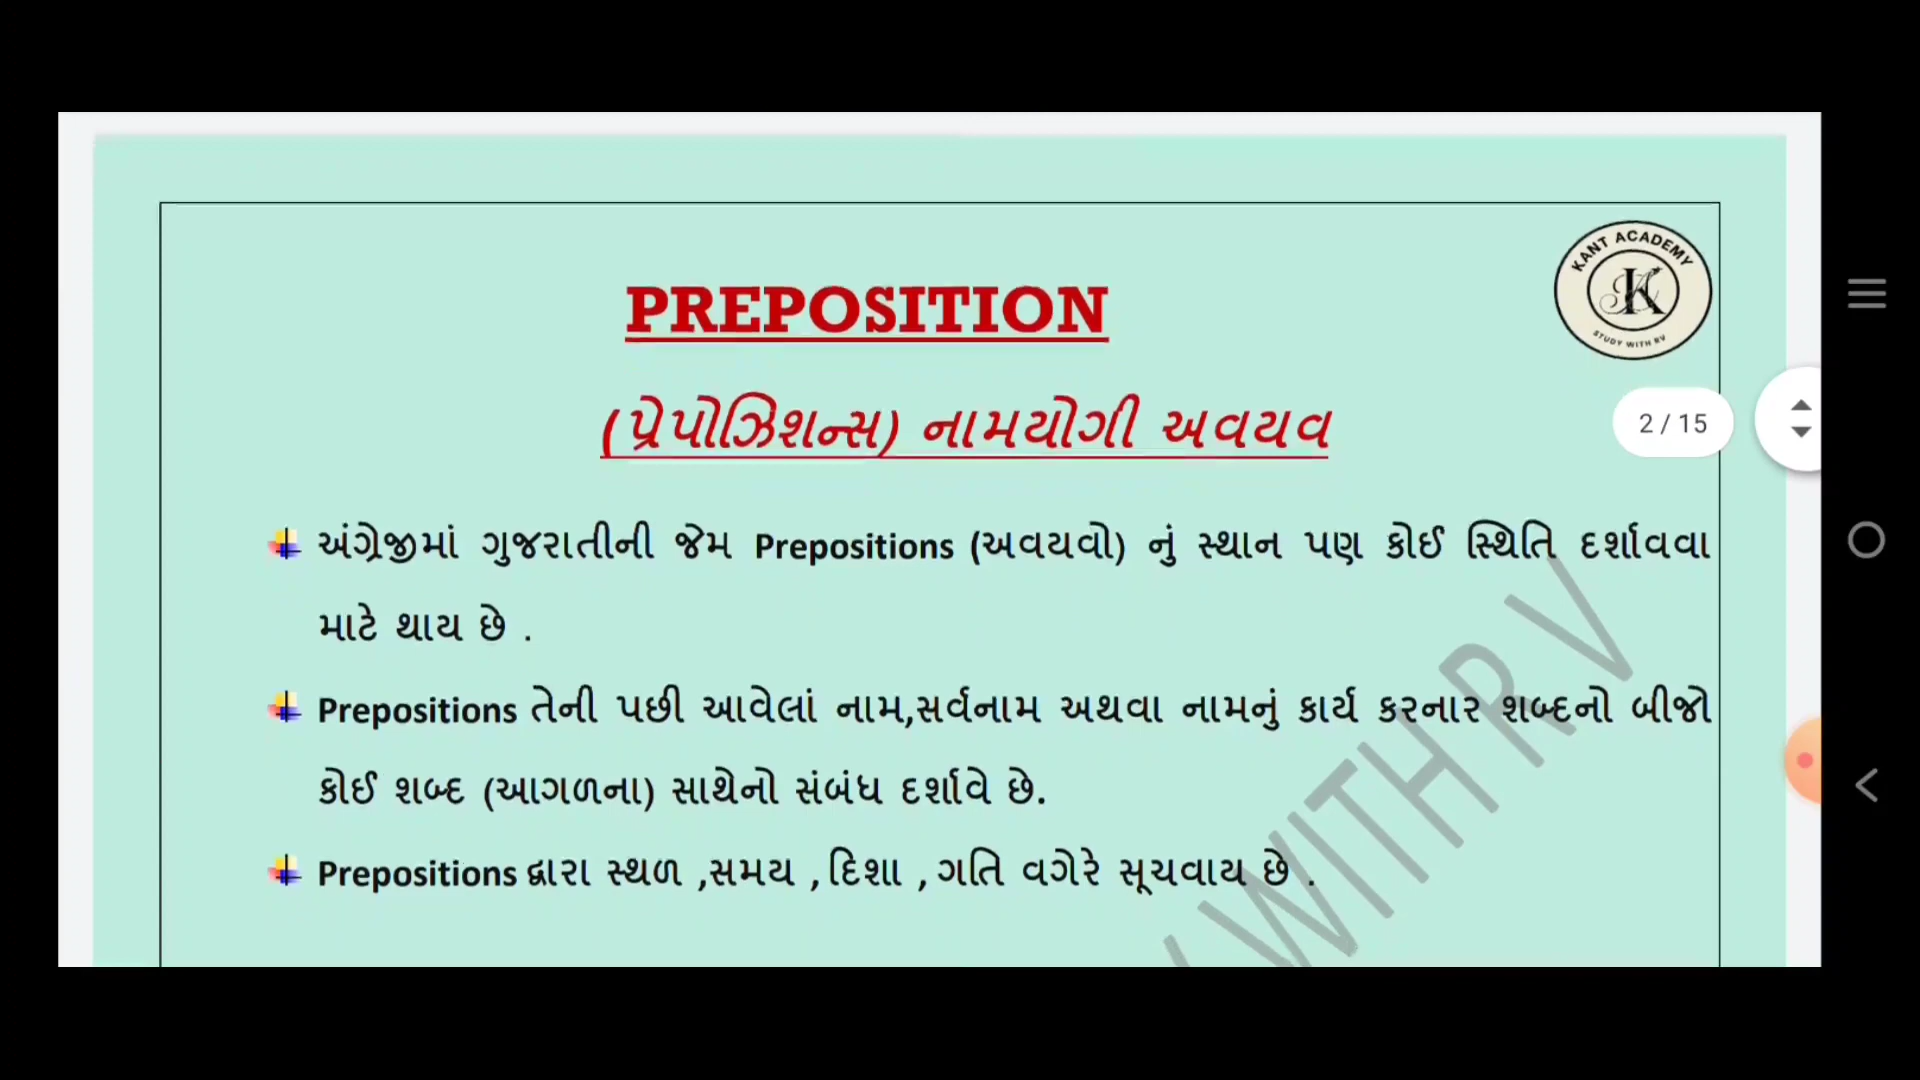 KANT ACADEMY
STUDY WITH RV
PREPOSITION
(પ્રેપોઝિશન્સ) નામયોગી અવયવ
2 / 15
અંગ્રેજીમાં ગુજરાતીની જેમ Prepositions (અવયવો) નું સ્થાન પણ કોઈ સ્થિતિ દર્શાવવા
માટે થાય છે .
Prepositions તેની પછી આવેલાં નામ,સર્વનામ અથવા નામનું કાર્ય કરનાર શબ્દનો બીજો
કોઈ શબ્દ (આગળના) સાથેનો સંબંધ દર્શાવે છે.
Prepositions દ્વારા સ્થળ ,સમય , દિશા , ગતિ વગેરે સૂચવાય છે .
WITH R V